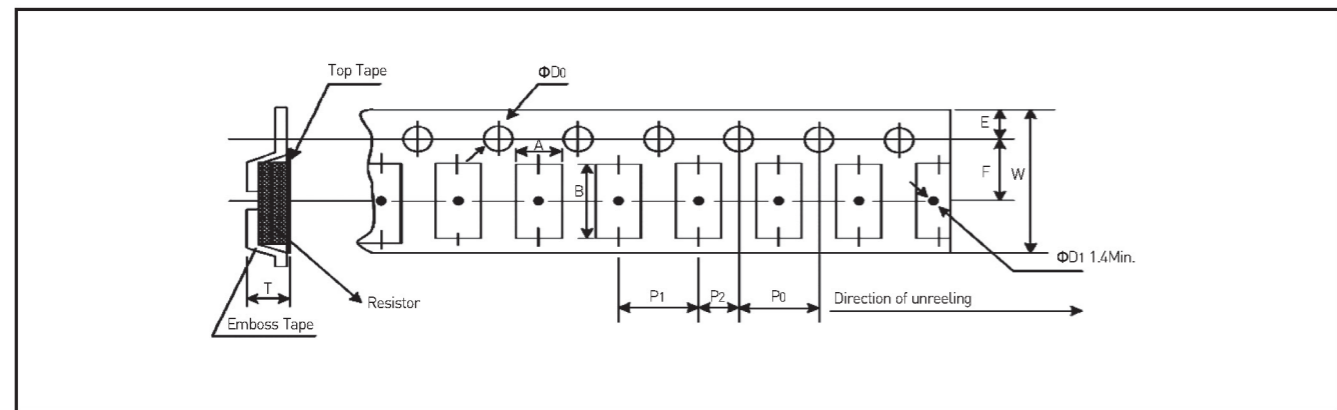 Top Tape
ΦD0
E
A
F
W
B
ΦD1 1.4Min.
T
Resistor
P1
P2
P0
Direction of unreeling
Emboss Tape